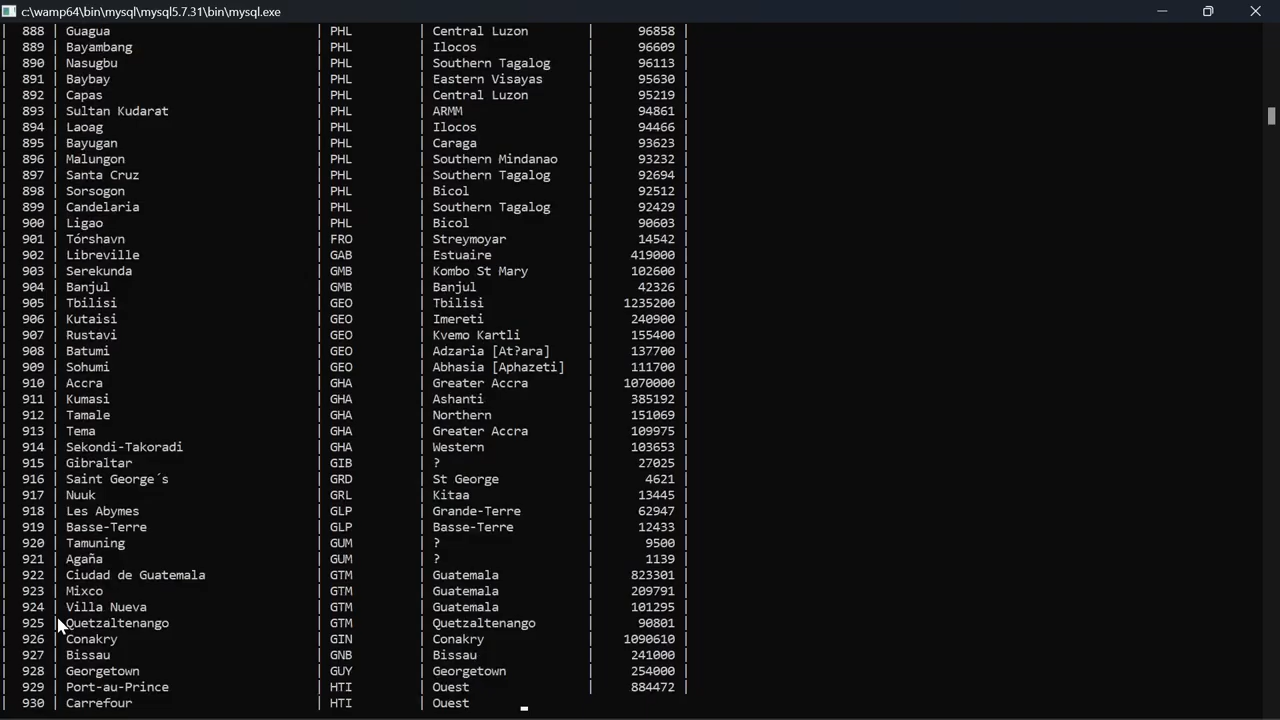 c:\wamp64\bin\mysql\mysql5.7.31\bin\mysql.exe
| 888 | Guagua | PHL | Central Luzon | 96858 |
| 889 | Bayambang | PHL | Ilocos | 96609 |
| 890 | Nasugbu | PHL | Southern Tagalog | 96113 |
| 891 | Baybay | PHL | Eastern Visayas | 95630 |
| 892 | Capas | PHL | Central Luzon | 95219 |
| 893 | Sultan Kudarat | PHL | ARMM | 94861 |
| 894 | Laoag | PHL | Ilocos | 94466 |
| 895 | Bayugan | PHL | Caraga | 93623 |
| 896 | Malungon | PHL | Southern Mindanao | 93232 |
| 897 | Santa Cruz | PHL | Southern Tagalog | 92694 |
| 898 | Sorsogon | PHL | Bicol | 92512 |
| 899 | Candelaria | PHL | Southern Tagalog | 92429 |
| 900 | Ligao | PHL | Bicol | 90603 |
| 901 | Tórshavn | FRO | Streymoyar | 14542 |
| 902 | Libreville | GAB | Estuaire | 419000 |
| 903 | Serekunda | GMB | Kombo St Mary | 102600 |
| 904 | Banjul | GMB | Banjul | 42326 |
| 905 | Tbilisi | GEO | Tbilisi | 1235200 |
| 906 | Kutaisi | GEO | Imereti | 240900 |
| 907 | Rustavi | GEO | Kvemo Kartli | 155400 |
| 908 | Batumi | GEO | Adzaria [At?ara] | 137700 |
| 909 | Sohumi | GEO | Abhasia [Aphazeti] | 111700 |
| 910 | Accra | GHA | Greater Accra | 1070000 |
| 911 | Kumasi | GHA | Ashanti | 385192 |
| 912 | Tamale | GHA | Northern | 151069 |
| 913 | Tema | GHA | Greater Accra | 109975 |
| 914 | Sekondi-Takoradi | GHA | Western | 103653 |
| 915 | Gibraltar | GIB | ? | 27025 |
| 916 | Saint George´s | GRD | St George | 4621 |
| 917 | Nuuk | GRL | Kitaa | 13445 |
| 918 | Les Abymes | GLP | Grande-Terre | 62947 |
| 919 | Basse-Terre | GLP | Basse-Terre | 12433 |
| 920 | Tamuning | GUM | ? | 9500 |
| 921 | Agaña | GUM | ? | 1139 |
| 922 | Ciudad de Guatemala | GTM | Guatemala | 823301 |
| 923 | Mixco | GTM | Guatemala | 209791 |
| 924 | Villa Nueva | GTM | Guatemala | 101295 |
| 925 | Quetzaltenango | GTM | Quetzaltenango | 90801 |
| 926 | Conakry | GIN | Conakry | 1090610 |
| 927 | Bissau | GNB | Bissau | 241000 |
| 928 | Georgetown | GUY | Georgetown | 254000 |
| 929 | Port-au-Prince | HTI | Ouest | 884472 |
| 930 | Carrefour | HTI | Ouest